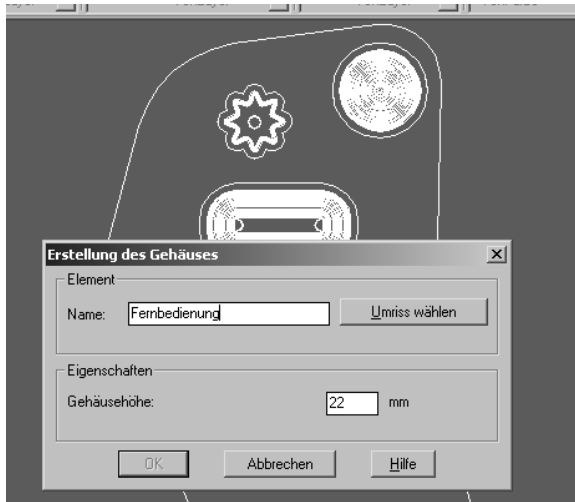 Erstellung des Gehäuses
Element
Name: Fernbedienung Umriss wählen
Eigenschaften
Gehäusehöhe: 22 mm
OK Abbrechen Hilfe